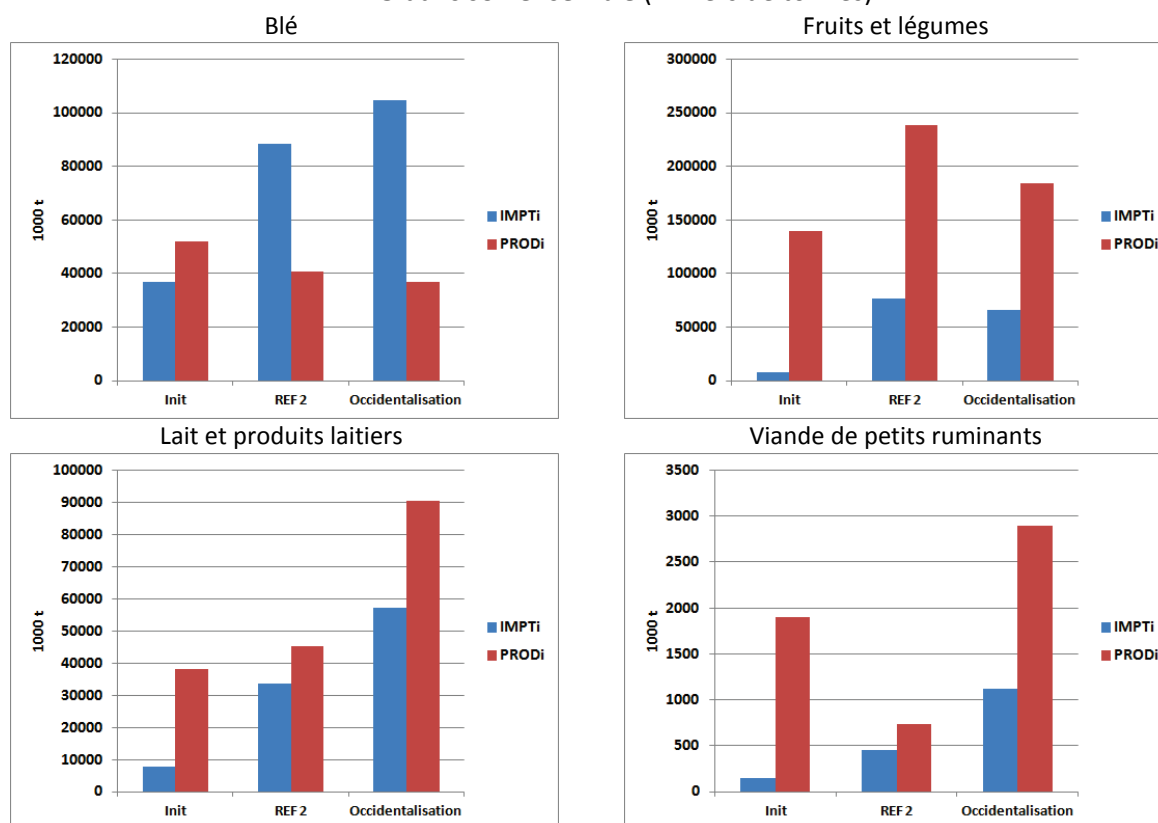 Blé
120000
100000
80000
60000
40000
20000
0
1000 t
Init
REF 2
Occidentalisation
IMPTi
PRODi
Fruits et légumes
300000
250000
200000
150000
100000
50000
0
1000 t
Init
REF 2
Occidentalisation
IMPTi
PRODi
Lait et produits laitiers
100000
90000
80000
70000
60000
50000
40000
30000
20000
10000
0
1000 t
Init
REF 2
Occidentalisation
IMPTi
PRODi
Viande de petits ruminants
3500
3000
2500
2000
1500
1000
500
0
1000 t
Init
REF 2
Occidentalisation
IMPTi
PRODi